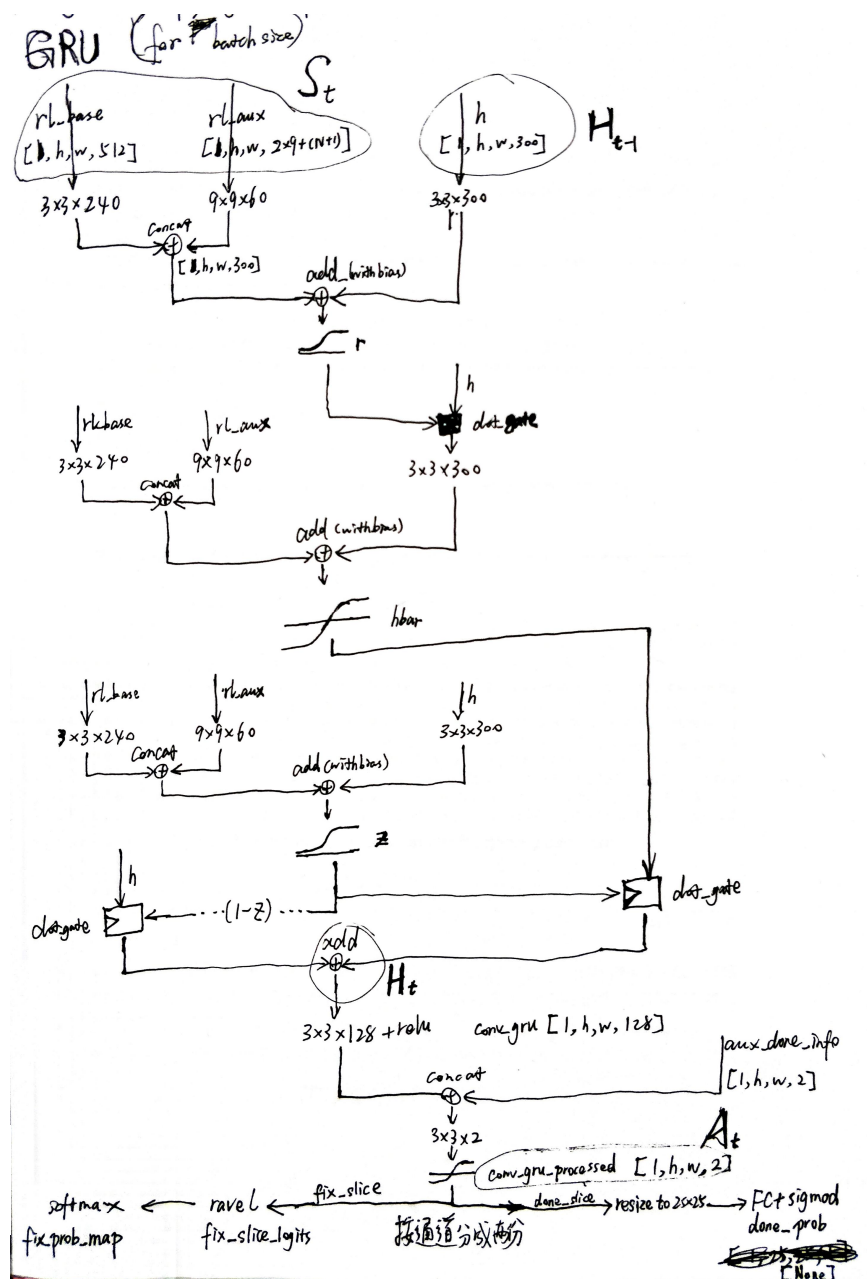 GRU (for batch size)
S_t
rl_base
rl_aux
h
H_{t-1}
[1, h, w, 512]
[1, h, w, 2×9+(N+1)]
[1, h, w, 300]
3×3×240
9×9×60
3×3×300
concat
[1, h, w, 300]
add_(with bias)
r
h
rl_base
rl_aux
dot_gate
3×3×240
9×9×60
3×3×300
concat
add (with bias)
hbar
rl_base
rl_aux
h
3×3×240
9×9×60
3×3×300
concat
add (with bias)
z
h
dot_gate
(1-z)
dot_gate
add
H_t
3×3×128 + relu
conv_gru [1, h, w, 128]
aux_done_info
[1, h, w, 2]
concat
3×3×2
A_t
conv_gru_processed [1, h, w, 2]
softmax
ravel
fix_slice
done_slice
resize to 25×25
FC+sigmod
fix_prob_map
fix_slice_logits
按通道分成两份
done_prob
[None]